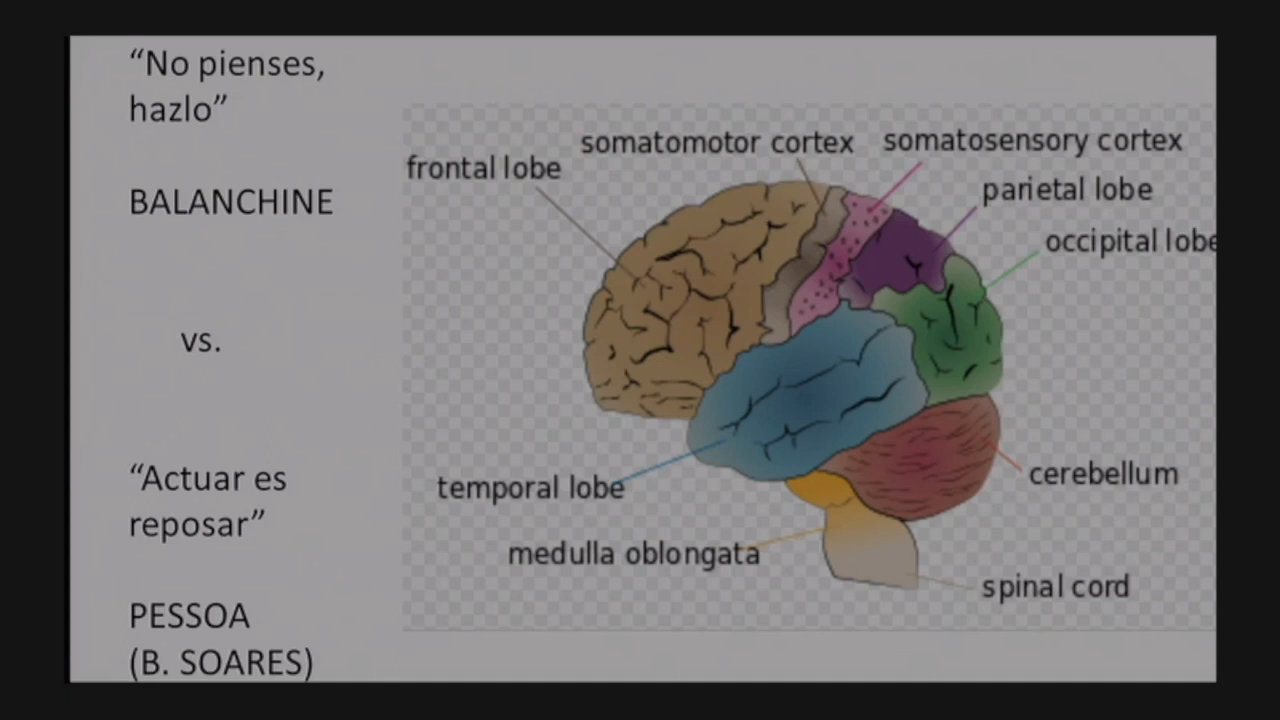 “No pienses,
hazlo”
BALANCHINE
vs.
“Actuar es
reposar”
PESSOA
(B. SOARES)
somatomotor cortex
somatosensory cortex
frontal lobe
parietal lobe
occipital lobe
temporal lobe
cerebellum
medulla oblongata
spinal cord